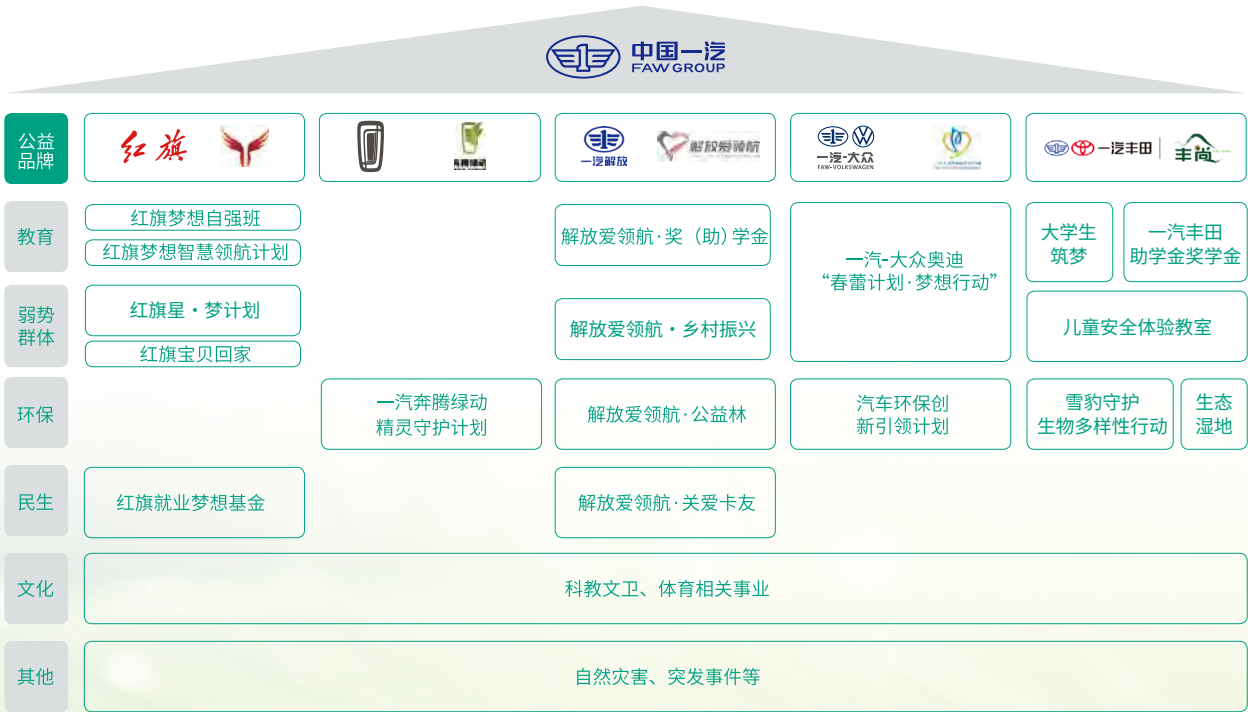 中国一汽
FAW GROUP
公益
品牌
红旗
一汽解放
解放爱领航
一汽-大众
FAW-VOLKSWAGEN
一汽丰田
丰尚
教育
红旗梦想自强班
红旗梦想智慧领航计划
解放爱领航·奖（助）学金
一汽-大众奥迪
“春蕾计划·梦想行动”
大学生
筑梦
一汽丰田
助学金奖学金
弱势
群体
红旗星·梦计划
红旗宝贝回家
解放爱领航·乡村振兴
儿童安全体验教室
环保
一汽奔腾绿动
精灵守护计划
解放爱领航·公益林
汽车环保创
新引领计划
雪豹守护
生物多样性行动
生态
湿地
民生
红旗就业梦想基金
解放爱领航·关爱卡友
文化
科教文卫、体育相关事业
其他
自然灾害、突发事件等